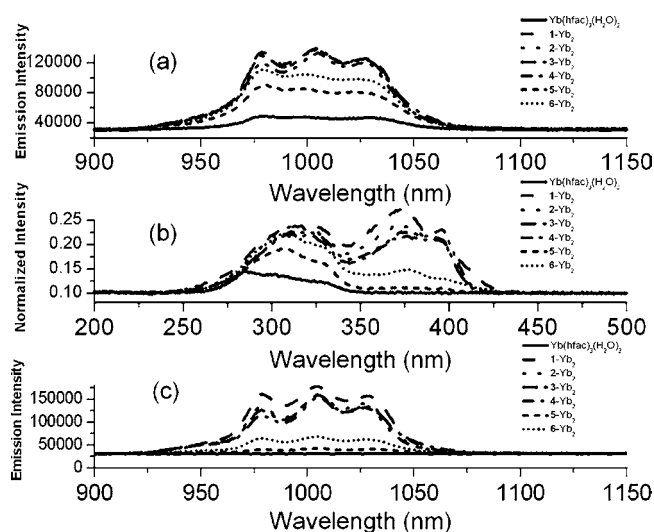 Yb(hfac)₃(H₂O)₂
1-Yb₂
2-Yb₂
3-Yb₂
4-Yb₂
5-Yb₂
6-Yb₂
(a)
120000
80000
40000
Emission Intensity
900 950 1000 1050 1100 1150
Wavelength (nm)
Yb(hfac)₃(H₂O)₂
1-Yb₂
2-Yb₂
3-Yb₂
4-Yb₂
5-Yb₂
6-Yb₂
(b)
0.25
0.20
0.15
0.10
Normalized Intensity
200 250 300 350 400 450 500
Wavelength (nm)
Yb(hfac)₃(H₂O)₂
1-Yb₂
2-Yb₂
3-Yb₂
4-Yb₂
5-Yb₂
6-Yb₂
(c)
150000
100000
50000
0
Emission Intensity
900 950 1000 1050 1100 1150
Wavelength (nm)